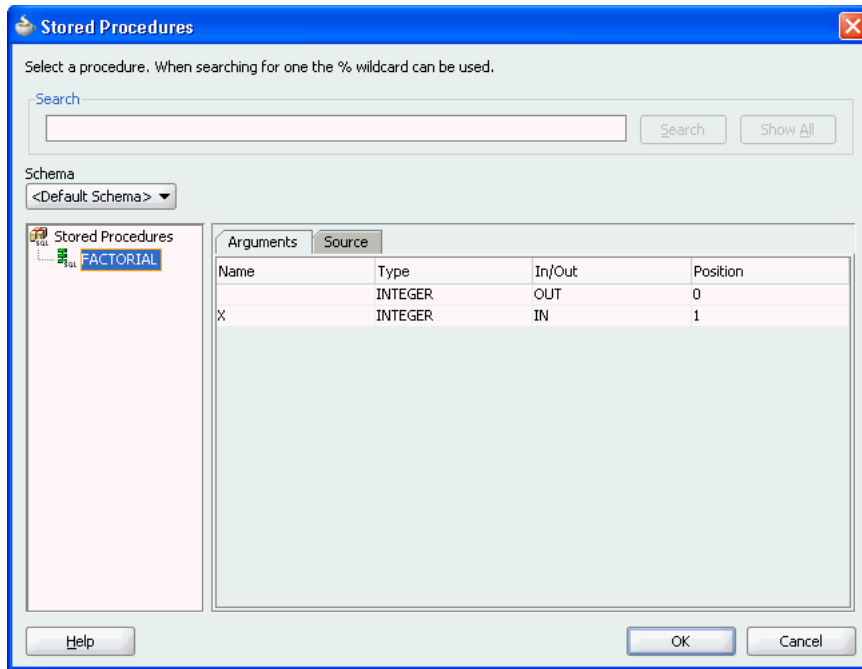 Stored Procedures
Select a procedure. When searching for one the % wildcard can be used.
Search
Search Show All
Schema
<Default Schema>
Stored Procedures
SQL
FACTORIAL
SQL
Arguments Source
Name Type In/Out Position
INTEGER OUT 0
X INTEGER IN 1
Help OK Cancel